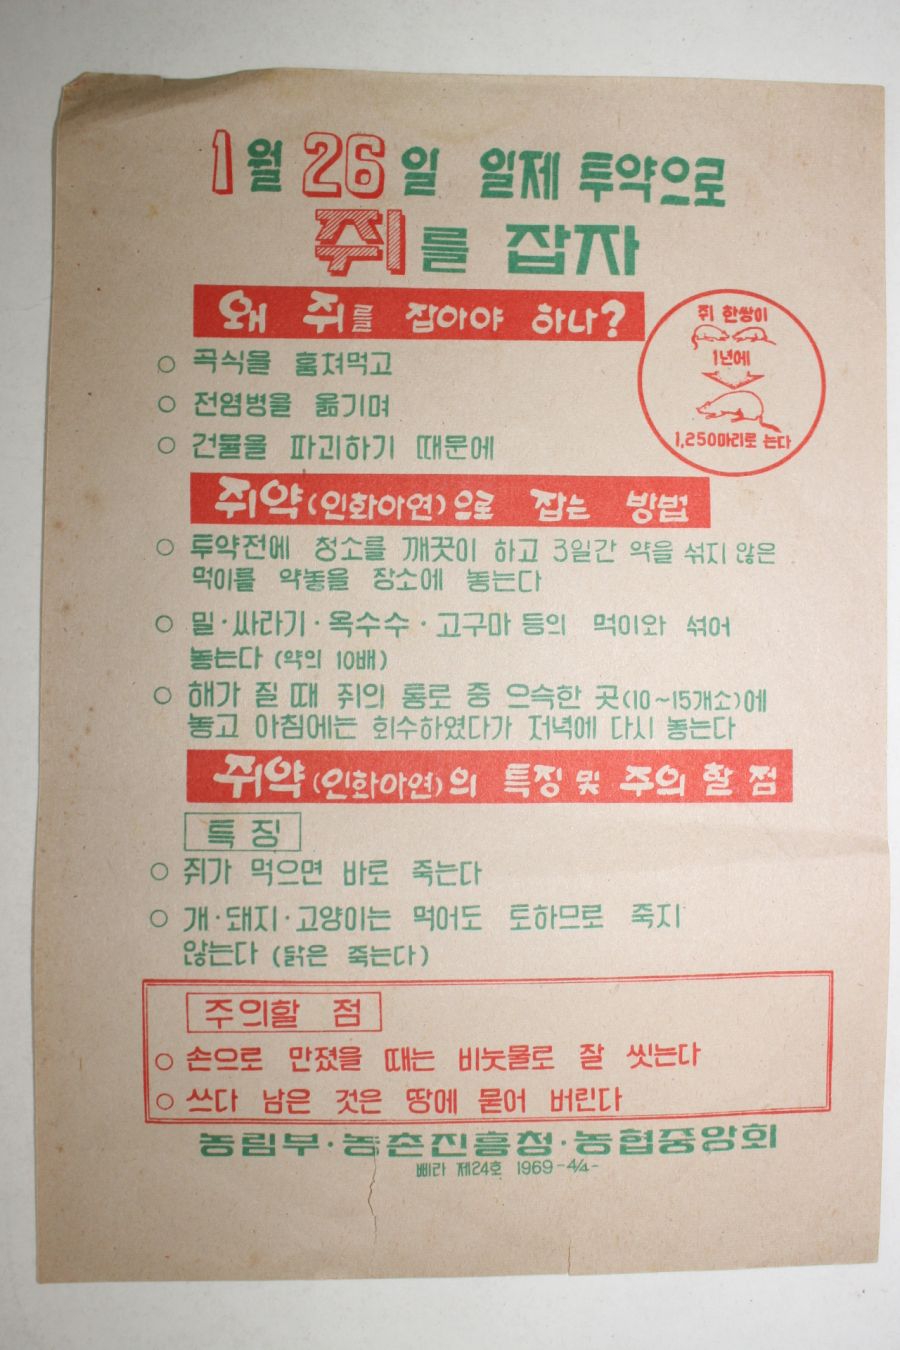 1월 26일 일제 투약으로
쥐를 잡자
왜 쥐를 잡아야 하나?
쥐 한쌍이
1년에
1,250마리로 는다
○ 곡식을 훔쳐먹고
○ 전염병을 옮기며
○ 건물을 파괴하기 때문에
쥐약(인화아연)으로 잡는 방법
○ 투약전에 청소를 깨끗이 하고 3일간 약을 섞지 않은
먹이를 약놓을 장소에 놓는다
○ 밀·싸라기·옥수수·고구마 등의 먹이와 섞어
놓는다 (약의 10배)
○ 해가 질 때 쥐의 통로 중 으슥한 곳(10~15개소)에
놓고 아침에는 회수하였다가 저녁에 다시 놓는다
쥐약(인화아연)의 특징 및 주의 할 점
특징
○ 쥐가 먹으면 바로 죽는다
○ 개·돼지·고양이는 먹어도 토하므로 죽지
않는다 (닭은 죽는다)
주의할 점
○ 손으로 만졌을 때는 비눗물로 잘 씻는다
○ 쓰다 남은 것은 땅에 묻어 버린다
농림부·농촌진흥청·농협중앙회
삐라 제24호 1969-4/4-